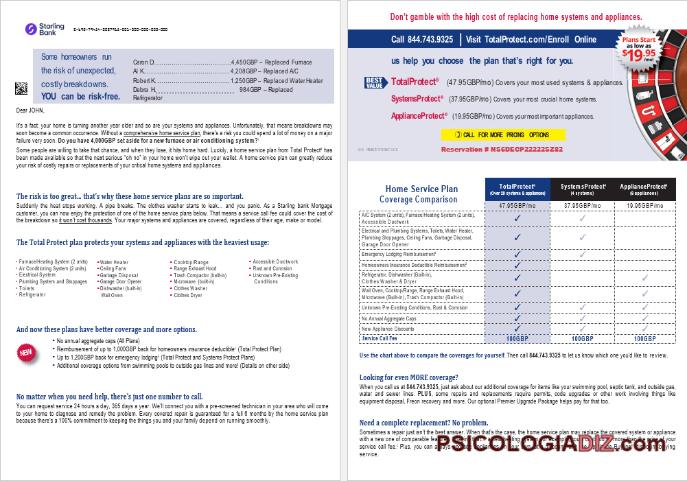 Starling
Bank
Some homeowners run
the risk of unexpected,
costly breakdowns.
YOU can be risk-free.
Carin D.....4,450GBP – Replaced Furnace
Al K.....4,208GBP – Replaced A/C
Robert K.....1,250GBP – Replaced Water Heater
Debra H.....984GBP – Replaced
Refrigerator
Dear JOHN,
It's a fact: your home is turning another year older and so are your systems and appliances. Unfortunately, that means breakdowns may
soon become a common occurrence. Without a comprehensive home service plan, there's a risk you could spend a lot of money on a major
failure very soon. Do you have 4,000GBP set aside for a new furnace or air conditioning system?
Some people are willing to take that chance, and when they lose, it hits home hard. Luckily, a home service plan from Total Protect has
been made available so that the next serious "oh no" in your home won't wipe out your wallet. A home service plan can greatly reduce
your risk of costly repairs or replacements of your critical home systems and appliances.
The risk is too great... that's why these home service plans are so important.
Suddenly the heat stops working. A pipe breaks. The clothes washer starts to leak... and you panic. As a Starling Bank Mortgage
customer, you can now enjoy the protection of one of the home service plans below. That means a service fee could cover the cost of
the breakdown so it won't cost thousands. Your major systems and appliances are covered, regardless of their age, make or model.
The Total Protect plan protects your systems and appliances with the heaviest usage:
• Furnace/Heating System (2 units)
• Air Conditioning System (2 units)
• Electrical System
• Plumbing System and Stoppages
• Toilets
• Refrigerator
• Water Heater
• Ceiling Fans
• Garbage Disposal
• Garage Door Opener
• Dishwasher (built-in)
Wall Oven
• Cooktop/Range
• Range Exhaust Hood
• Trash Compactor (built-in)
• Microwave (built-in)
• Clothes Washer
• Clothes Dryer
• Accessible Ductwork
• Rust and Corrosion
• Unknown Pre-Existing
Conditions
And now these plans have better coverage and more options.
NEW
• No annual aggregate caps (All Plans)
• Reimbursement of up to 1,000GBP back for homeowners insurance deductible (Total Protect Plan)
• Up to 1,200GBP back for emergency lodging (Total Protect and Systems Protect Plans)
• Additional coverage options from swimming pools to outside gas lines and more! (Details on other side)
No matter when you need help, there's just one number to call.
You can request service 24 hours a day, 365 days a year. We'll connect you with a pre-screened technician in your area who will come
to your home to diagnose and remedy the problem. Every covered repair is guaranteed for a full 6 months by the home service plan
because there's a 100% commitment to keeping the things you and your family depend on running smoothly.
Don't gamble with the high cost of replacing home systems and appliances.
Call 844.744.9325 | Visit TotalProtect.com/Enroll Online
Plans Start
as low as
$19.95
/mo!
us help you choose the plan that's right for you.
BEST
VALUE
TotalProtect® (47.95GBP/mo) Covers your most used systems & appliances.
SystemsProtect® (37.95GBP/mo) Covers your most crucial home systems.
ApplianceProtect® (19.95GBP/mo) Covers your most important appliances.
CALL FOR MORE PRICING OPTIONS
Reservation # NS6DECP222225Z82
Home Service Plan
Coverage Comparison
TotalProtect®
SystemsProtect®
ApplianceProtect®
47.95GBP/mo 37.95GBP/mo 19.95GBP/mo
A/C System (2 units), Furnace/Heating System (2 units),
Accessible Ductwork ✓ ✓
Electrical and Plumbing Systems, Toilets, Water Heater,
Plumbing Stoppages, Ceiling Fans, Garbage Disposal,
Garage Door Opener ✓ ✓
Emergency Lodging Reimbursement ✓ ✓
Homeowners Insurance Deductible Reimbursement ✓
Refrigerator, Dishwasher (Built-in),
Clothes Washer & Dryer ✓ ✓
Wall Oven, Cooktop/Range, Range Exhaust Hood,
Microwave (Built-in), Trash Compactor (Built-in) ✓ ✓
Unknown Pre-Existing Conditions, Rust & Corrosion ✓ ✓ ✓
No Annual Aggregate Caps ✓ ✓ ✓
New Appliance Discounts ✓ ✓ ✓
Service Call Fee 100GBP 100GBP 100GBP
Use the chart above to compare the coverages for yourself. Then call 844.743.9325 to let us know which one you'd like to review.
Looking for even MORE coverage?
When you call us at 844.743.9325, just ask about our additional coverage for items like your swimming pool, septic tank, and outside gas,
water and sewer lines. PLUS, some repairs and replacements require permits, code upgrades or other work involving things like
equipment disposal, Freon recovery and more. Our optional Premier Upgrade Package helps pay for that too.
Need a complete replacement? No problem.
Sometimes a repair just isn't the best answer. When that's the case, the home service plan may replace the covered system or appliance
PSICOLOGIADIZ.COM
service.